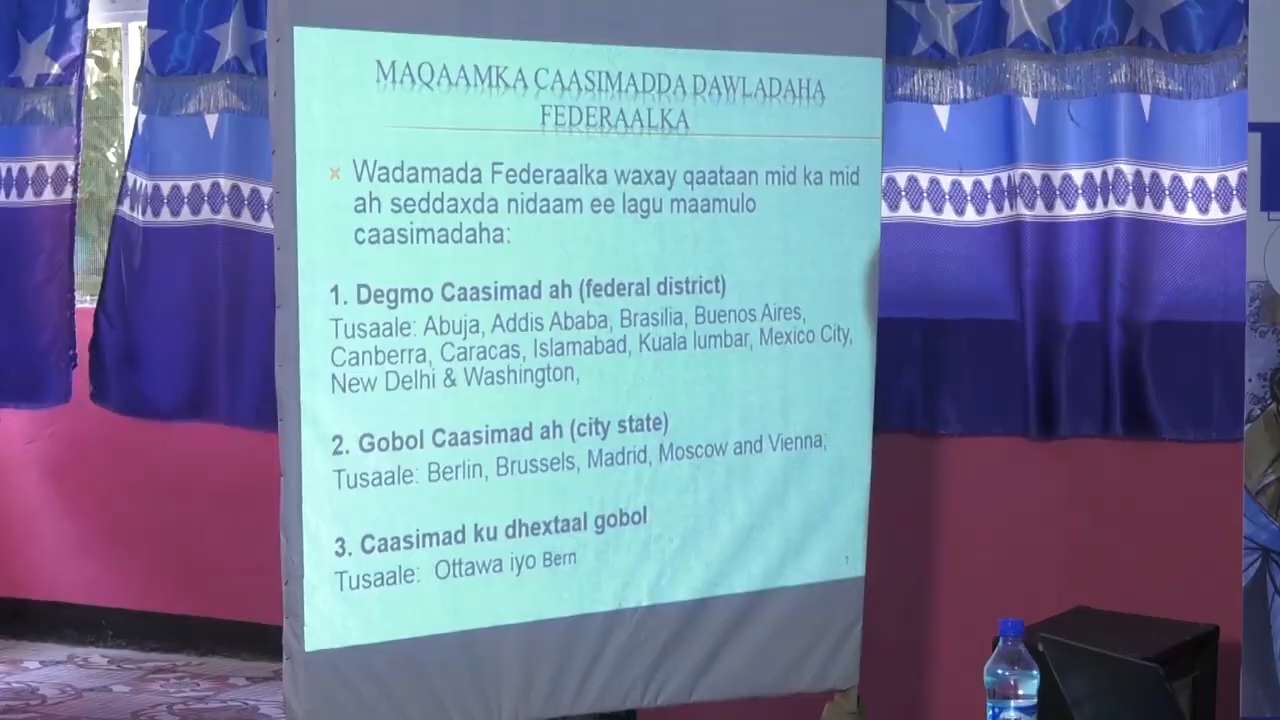 MAQAAMKA CAASIMADDA DAWLADAHA
FEDERAALKA
Wadamada Federaalka waxay qaataan mid ka mid
ah seddaxda nidaam ee lagu maamulo
caasimadaha:
1. Degmo Caasimad ah (federal district)
Tusaale: Abuja, Addis Ababa, Brasilia, Buenos Aires,
Canberra, Caracas, Islamabad, Kuala lumbar, Mexico City,
New Delhi & Washington,
2. Gobol Caasimad ah (city state)
Tusaale: Berlin, Brussels, Madrid, Moscow and Vienna;
3. Caasimad ku dhextaal gobol
Tusaale: Ottawa iyo Bern